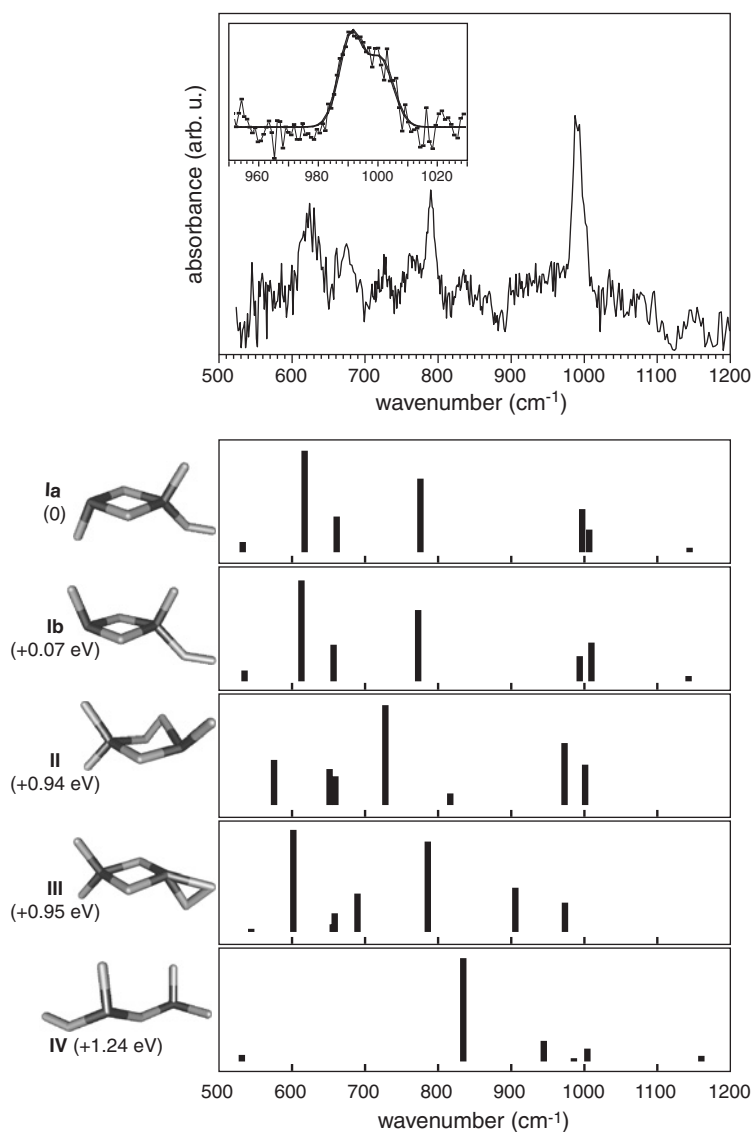 absorbance (arb. u.)
960 980 1000 1020
500 600 700 800 900 1000 1100 1200
wavenumber (cm⁻¹)
Ia
(0)
Ib
(+0.07 eV)
II
(+0.94 eV)
III
(+0.95 eV)
IV (+1.24 eV)
500 600 700 800 900 1000 1100 1200
wavenumber (cm⁻¹)